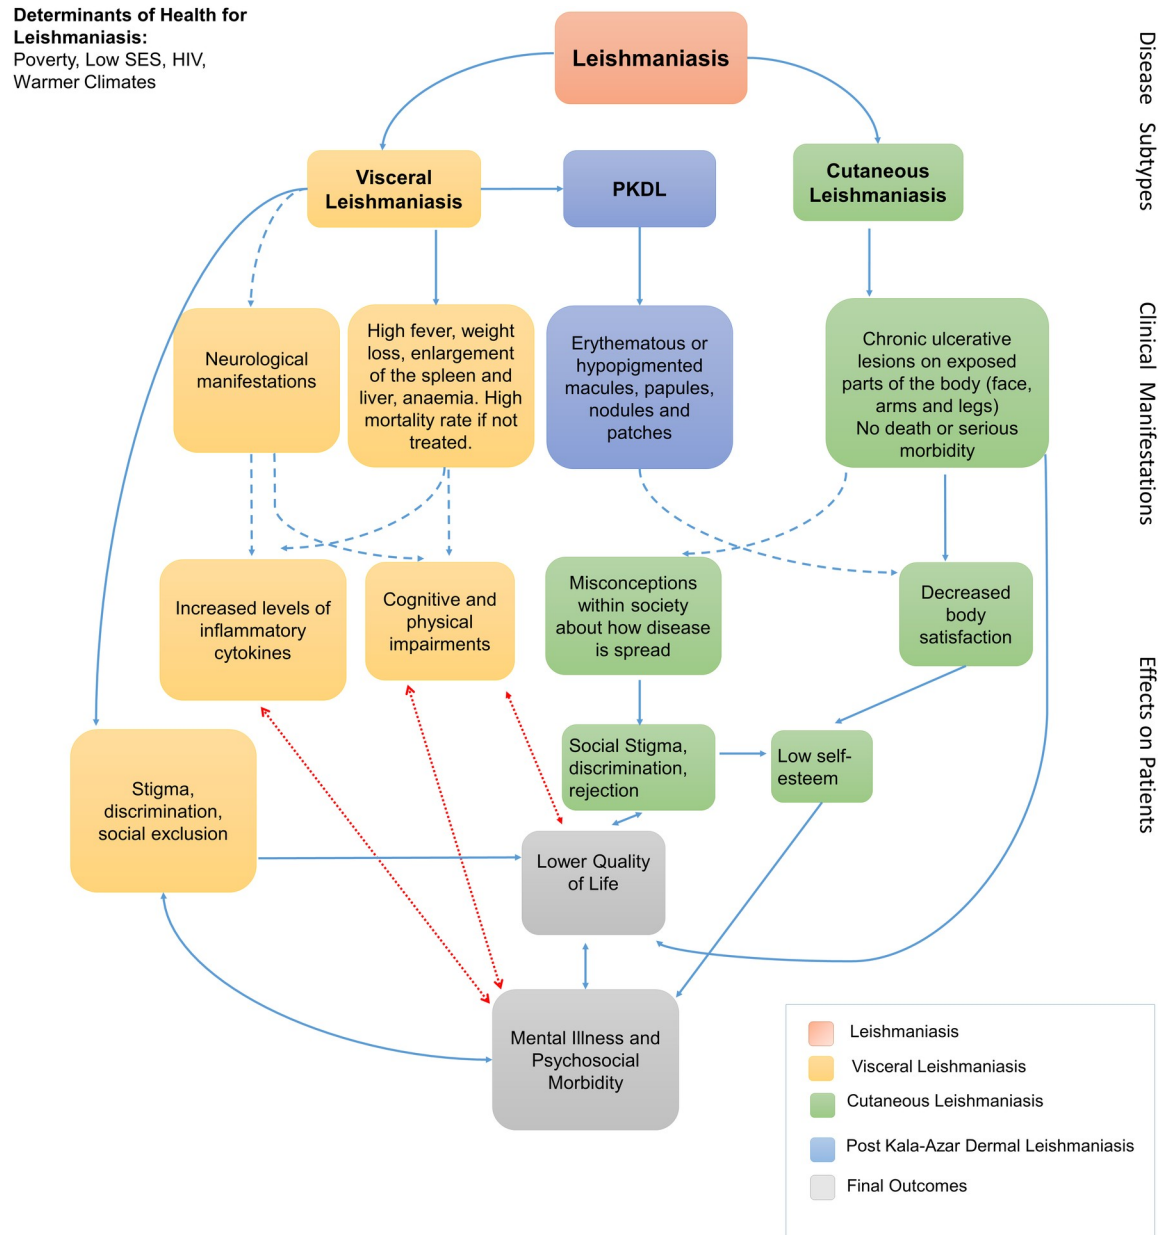 Determinants of Health for
Leishmaniasis:
Poverty, Low SES, HIV,
Warmer Climates
Leishmaniasis
Disease Subtypes
Visceral
Leishmaniasis
PKDL
Cutaneous
Leishmaniasis
Clinical Manifestations
Neurological
manifestations
High fever, weight
loss, enlargement
of the spleen and
liver, anaemia. High
mortality rate if not
treated.
Erythematous or
hypopigmented
macules, papules,
nodules and
patches
Chronic ulcerative
lesions on exposed
parts of the body (face,
arms and legs)
No death or serious
morbidity
Effects on Patients
Increased levels of
inflammatory
cytokines
Cognitive and
physical
impairments
Misconceptions
within society
about how disease
is spread
Decreased
body
satisfaction
Stigma,
discrimination,
social exclusion
Social Stigma,
discrimination,
rejection
Low self-
esteem
Lower Quality
of Life
Mental Illness and
Psychosocial
Morbidity
Leishmaniasis
Visceral Leishmaniasis
Cutaneous Leishmaniasis
Post Kala-Azar Dermal Leishmaniasis
Final Outcomes